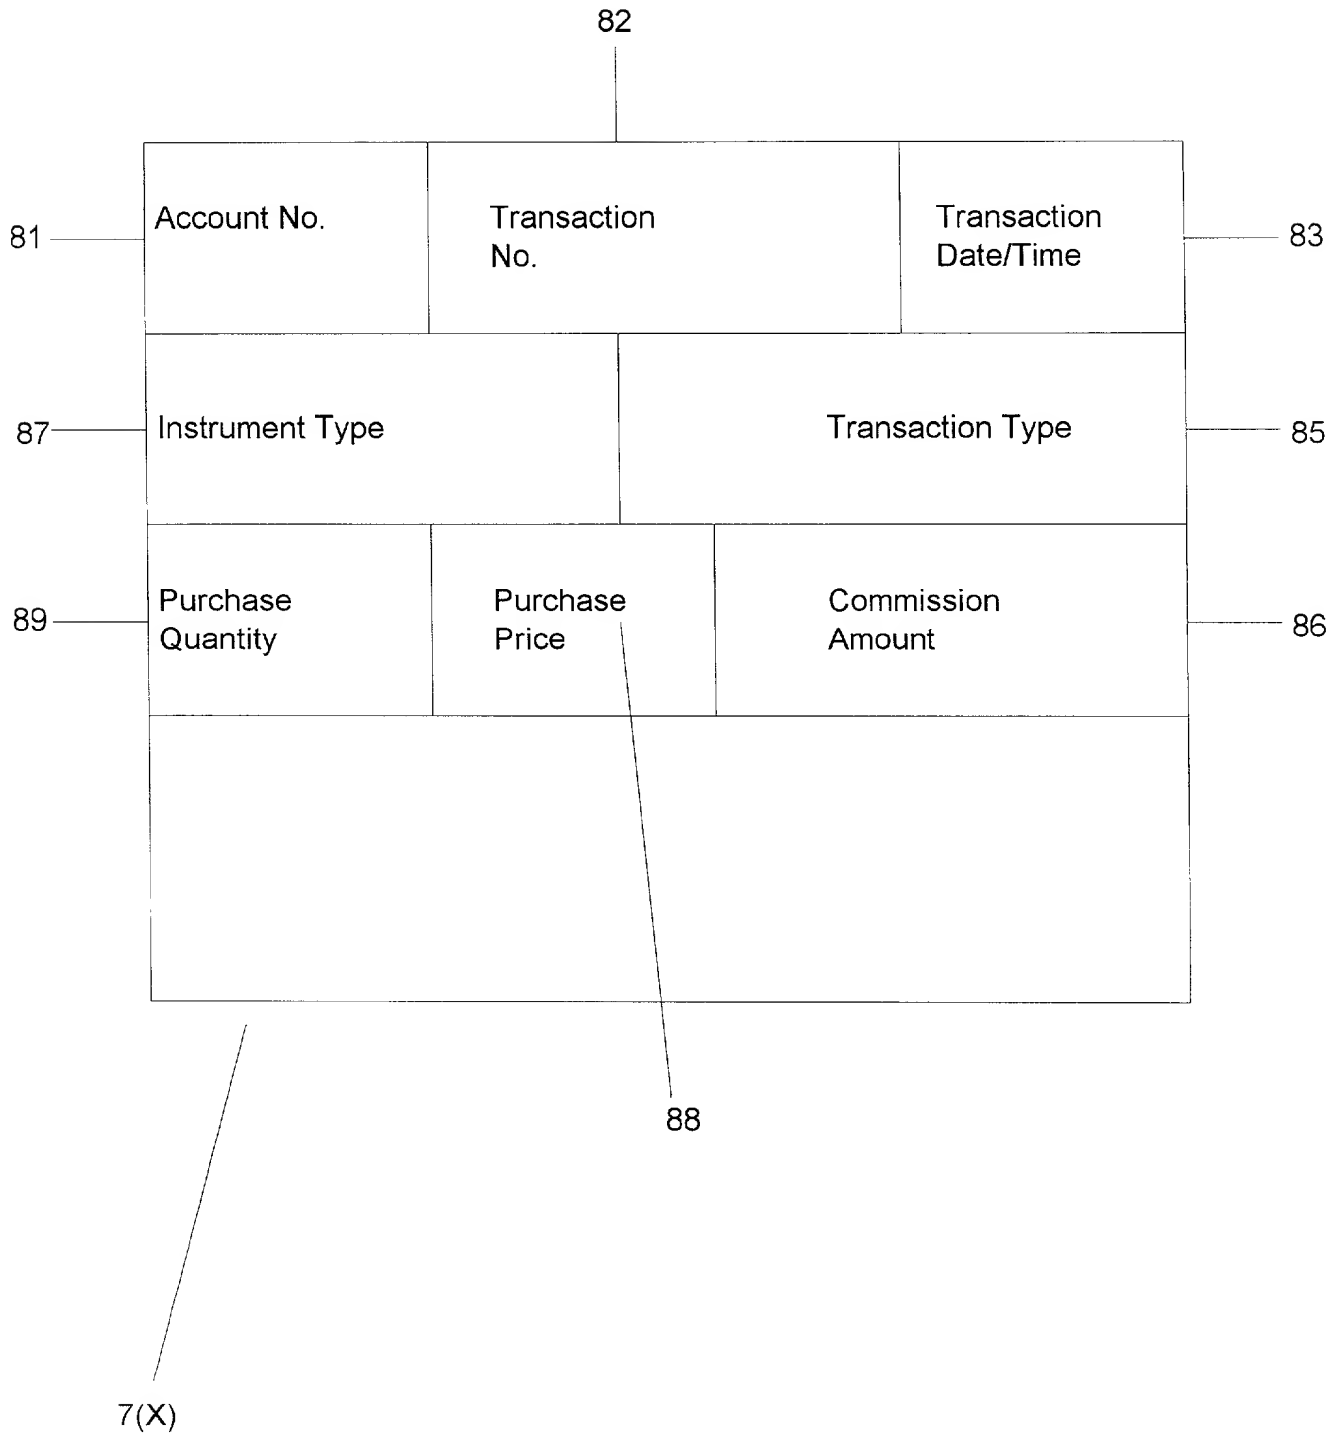 82
81
Account No.
Transaction
No.
Transaction
Date/Time
83
87
Instrument Type
Transaction Type
85
89
Purchase
Quantity
Purchase
Price
Commission
Amount
86
88
7(X)